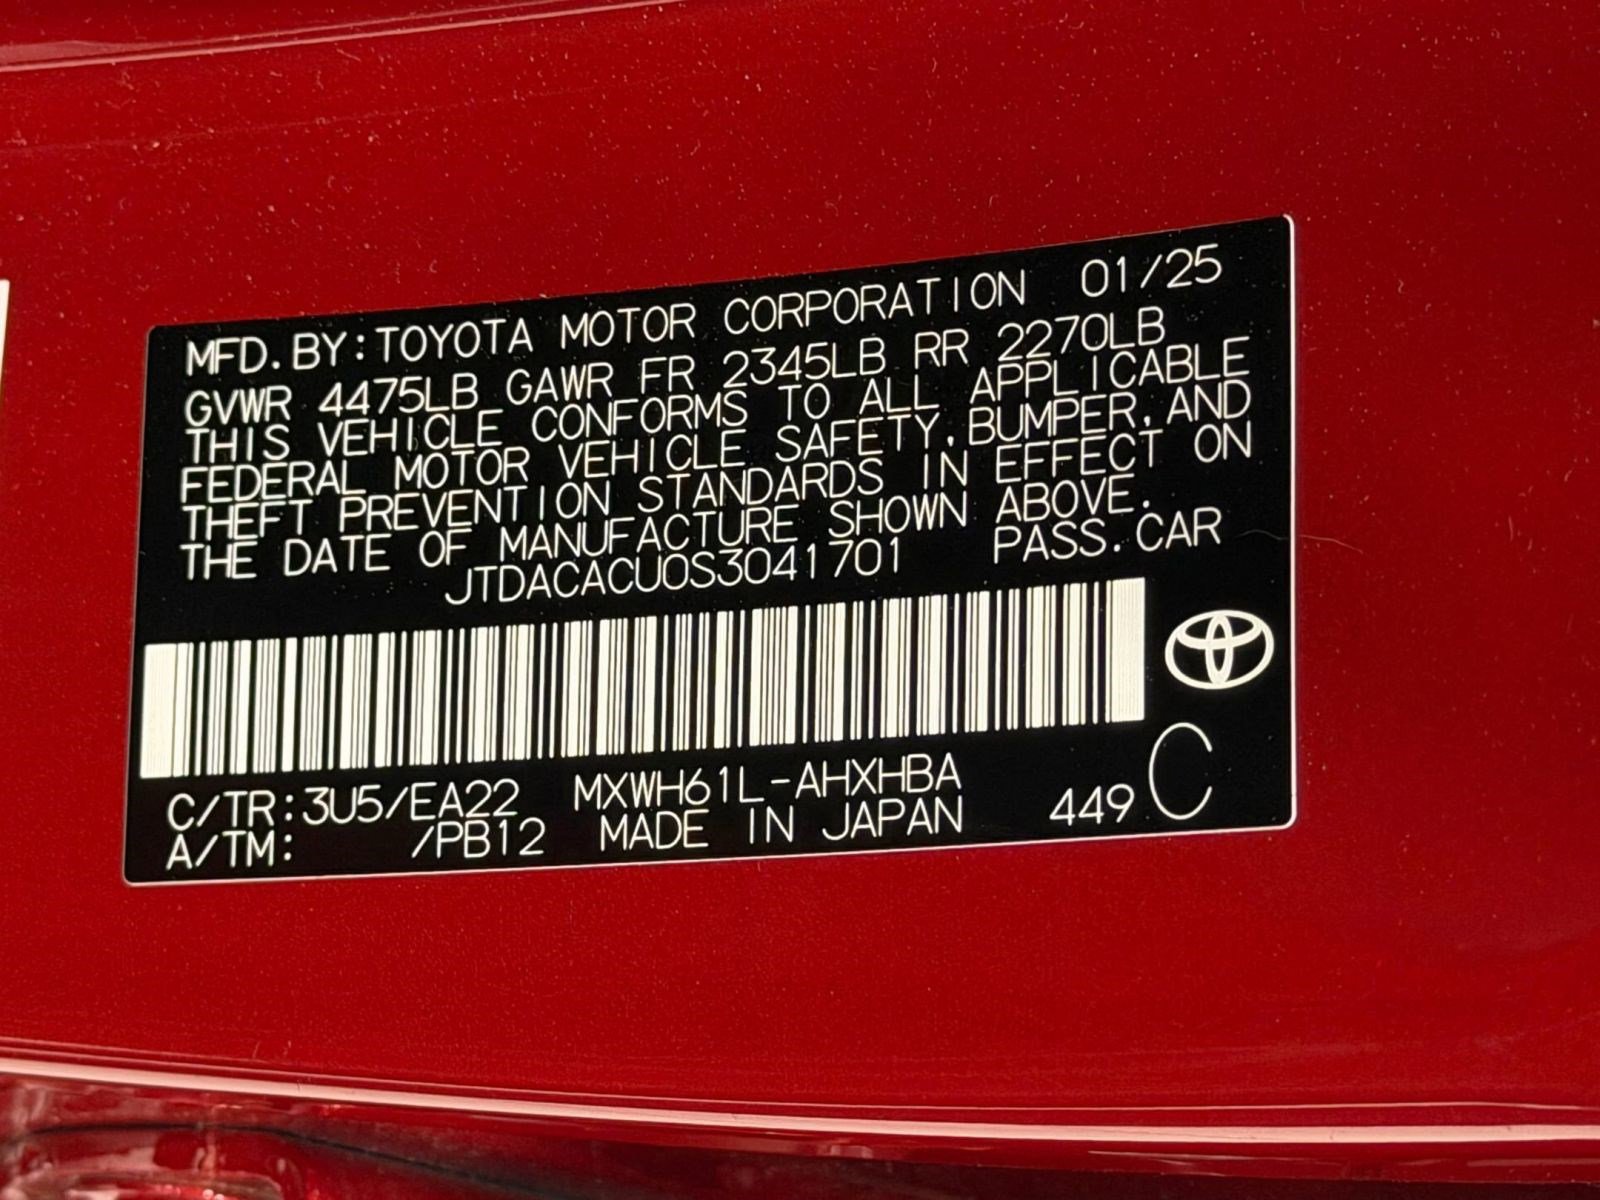 MFD.BY:TOYOTA MOTOR CORPORATION 01/25
GVWR 4475LB GAWR FR 2345LB RR 2270LB
THIS VEHICLE CONFORMS TO ALL APPLICABLE
FEDERAL MOTOR VEHICLE SAFETY,BUMPER,AND
THEFT PREVENTION STANDARDS IN EFFECT ON
THE DATE OF MANUFACTURE SHOWN ABOVE.
JTDACACU0S3041701 PASS.CAR
C/TR:3U5/EA22 MXWH61L-AHXHBA
A/TM: /PB12 MADE IN JAPAN 449 C